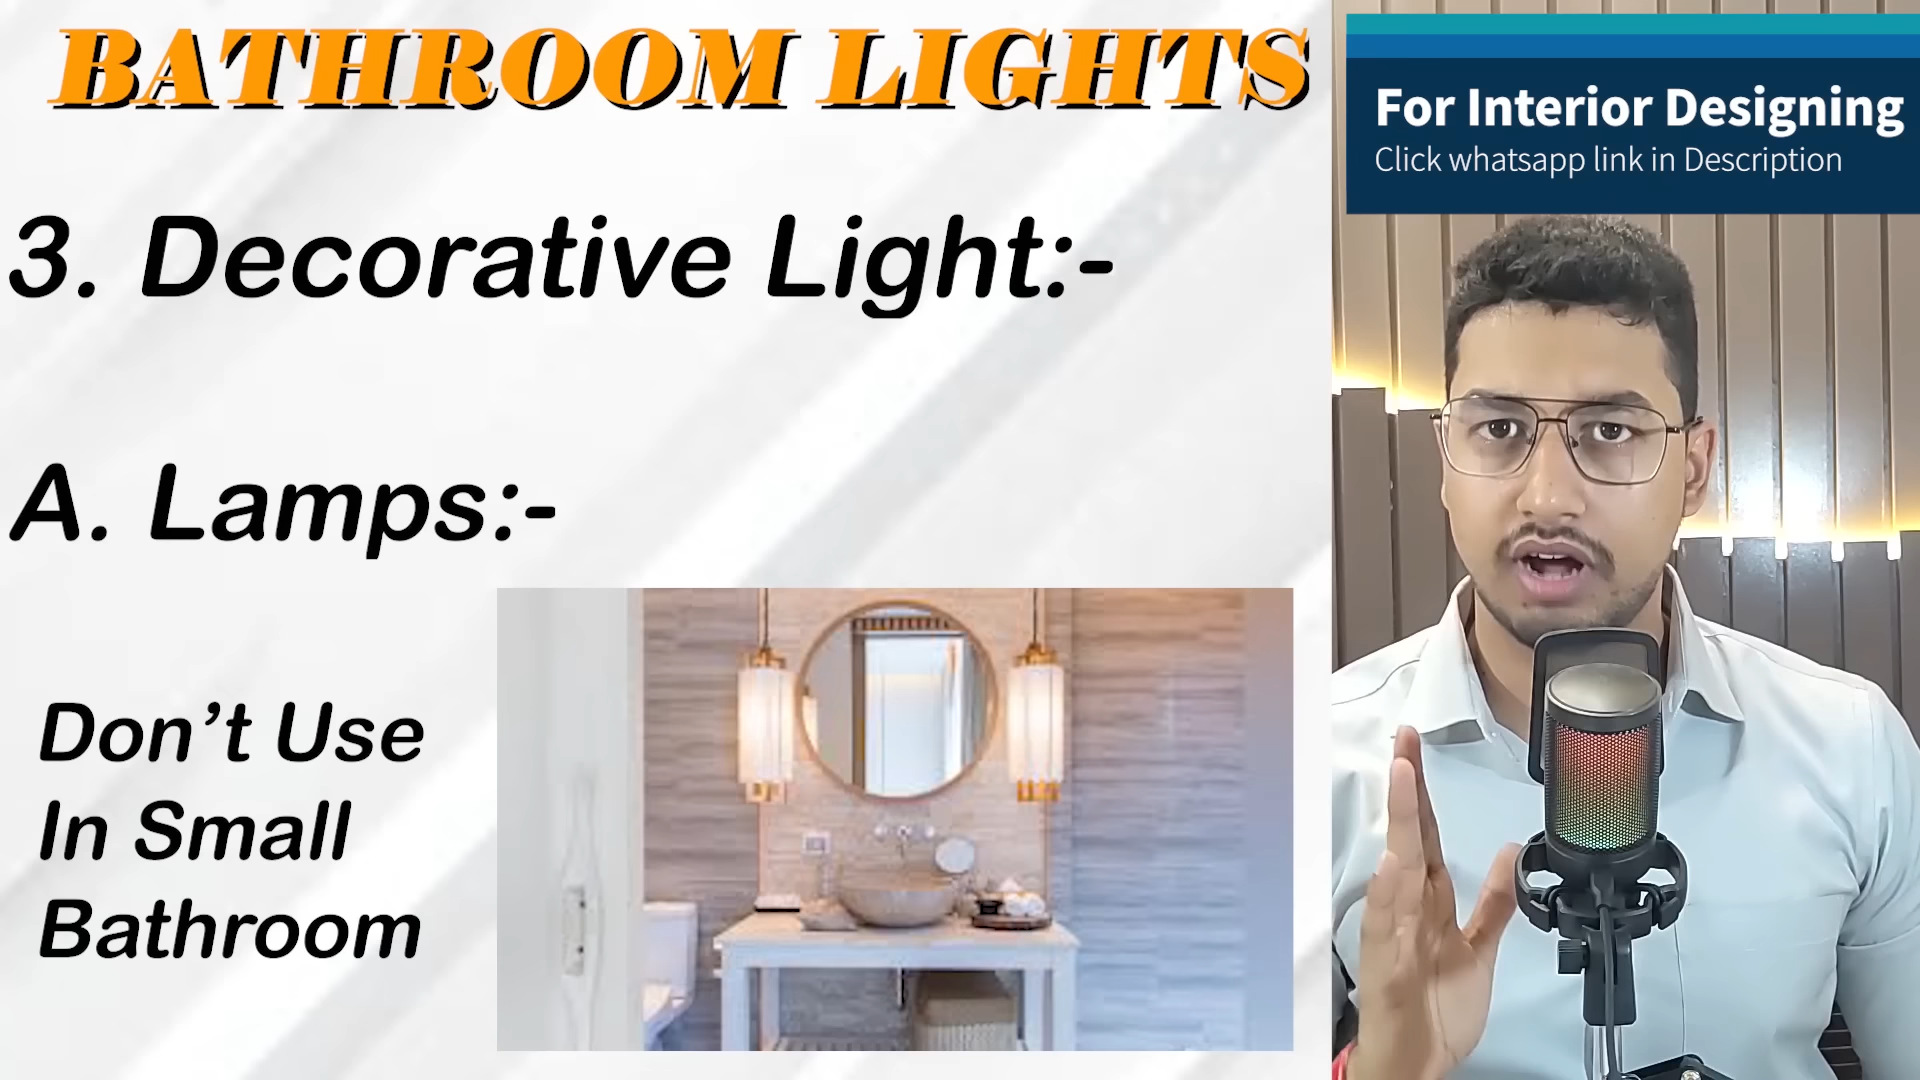 BATHROOM LIGHTS
For Interior Designing
Click whatsapp link in Description
3. Decorative Light:-
A. Lamps:-
Don’t Use
In Small
Bathroom